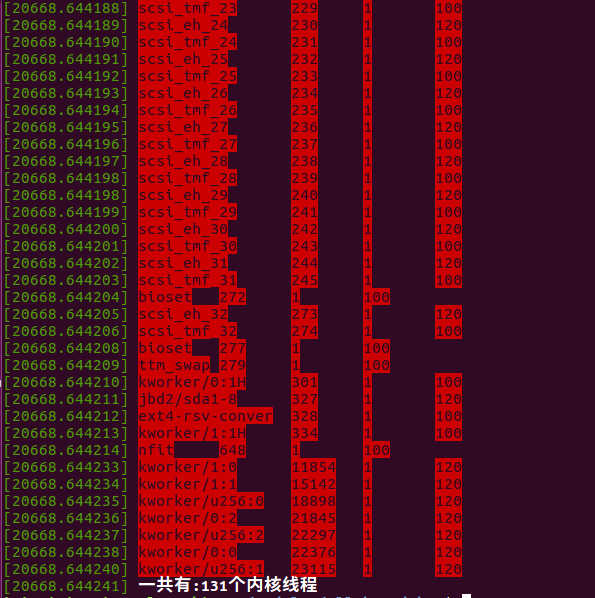 [20668.644188] scsi_tmf_23 229 1 100
[20668.644189] scsi_eh_24 230 1 120
[20668.644190] scsi_tmf_24 231 1 100
[20668.644191] scsi_eh_25 232 1 120
[20668.644192] scsi_tmf_25 233 1 100
[20668.644193] scsi_eh_26 234 1 120
[20668.644194] scsi_tmf_26 235 1 100
[20668.644195] scsi_eh_27 236 1 120
[20668.644196] scsi_tmf_27 237 1 100
[20668.644197] scsi_eh_28 238 1 120
[20668.644198] scsi_tmf_28 239 1 100
[20668.644198] scsi_eh_29 240 1 120
[20668.644199] scsi_tmf_29 241 1 100
[20668.644200] scsi_eh_30 242 1 120
[20668.644201] scsi_tmf_30 243 1 100
[20668.644202] scsi_eh_31 244 1 120
[20668.644203] scsi_tmf_31 245 1 100
[20668.644204] bioset 272 1 100
[20668.644205] scsi_eh_32 273 1 120
[20668.644206] scsi_tmf_32 274 1 100
[20668.644208] bioset 277 1 100
[20668.644209] ttm_swap 279 1 100
[20668.644210] kworker/0:1H 301 1 100
[20668.644211] jbd2/sda1-8 327 1 120
[20668.644212] ext4-rsv-conver 328 1 100
[20668.644213] kworker/1:1H 334 1 100
[20668.644214] nfit 648 1 100
[20668.644233] kworker/1:0 11854 1 120
[20668.644234] kworker/1:1 15142 1 120
[20668.644235] kworker/u256:0 18898 1 120
[20668.644236] kworker/0:2 21845 1 120
[20668.644237] kworker/u256:2 22297 1 120
[20668.644238] kworker/0:0 22376 1 120
[20668.644240] kworker/u256:1 23115 1 120
[20668.644241] 一共有:131个内核线程